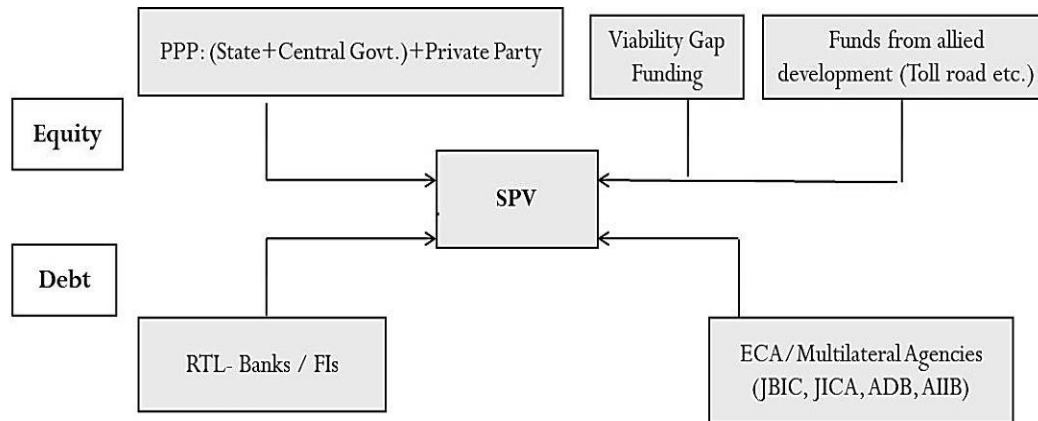 PPP: (State+Central Govt.)+Private Party
Viability Gap
Funding
Funds from allied
development (Toll road etc.)
Equity
SPV
Debt
RTL- Banks / FIs
ECA/Multilateral Agencies
(JBIC, JICA, ADB, AIIB)